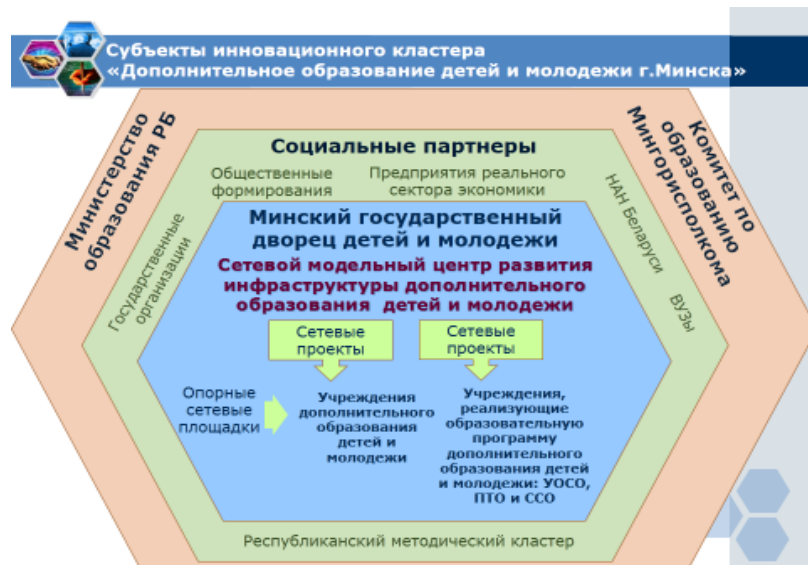 Субъекты инновационного кластера
«Дополнительное образование детей и молодежи г.Минска»
Министерство
образования РБ
Комитет по
образованию
Мингорисполкома
Социальные партнеры
Общественные
формирования
Предприятия реального
сектора экономики
Государственные
организации
НАН Беларуси
ВУЗы
Минский государственный
дворец детей и молодежи
Сетевой модельный центр развития
инфраструктуры дополнительного
образования детей и молодежи
Сетевые
проекты
Сетевые
проекты
Опорные
сетевые
площадки
Учреждения
дополнительного
образования
детей и
молодежи
Учреждения,
реализующие
образовательную
программу
дополнительного
образования детей
и молодежи: УОСО,
ПТО и ССО
Республиканский методический кластер